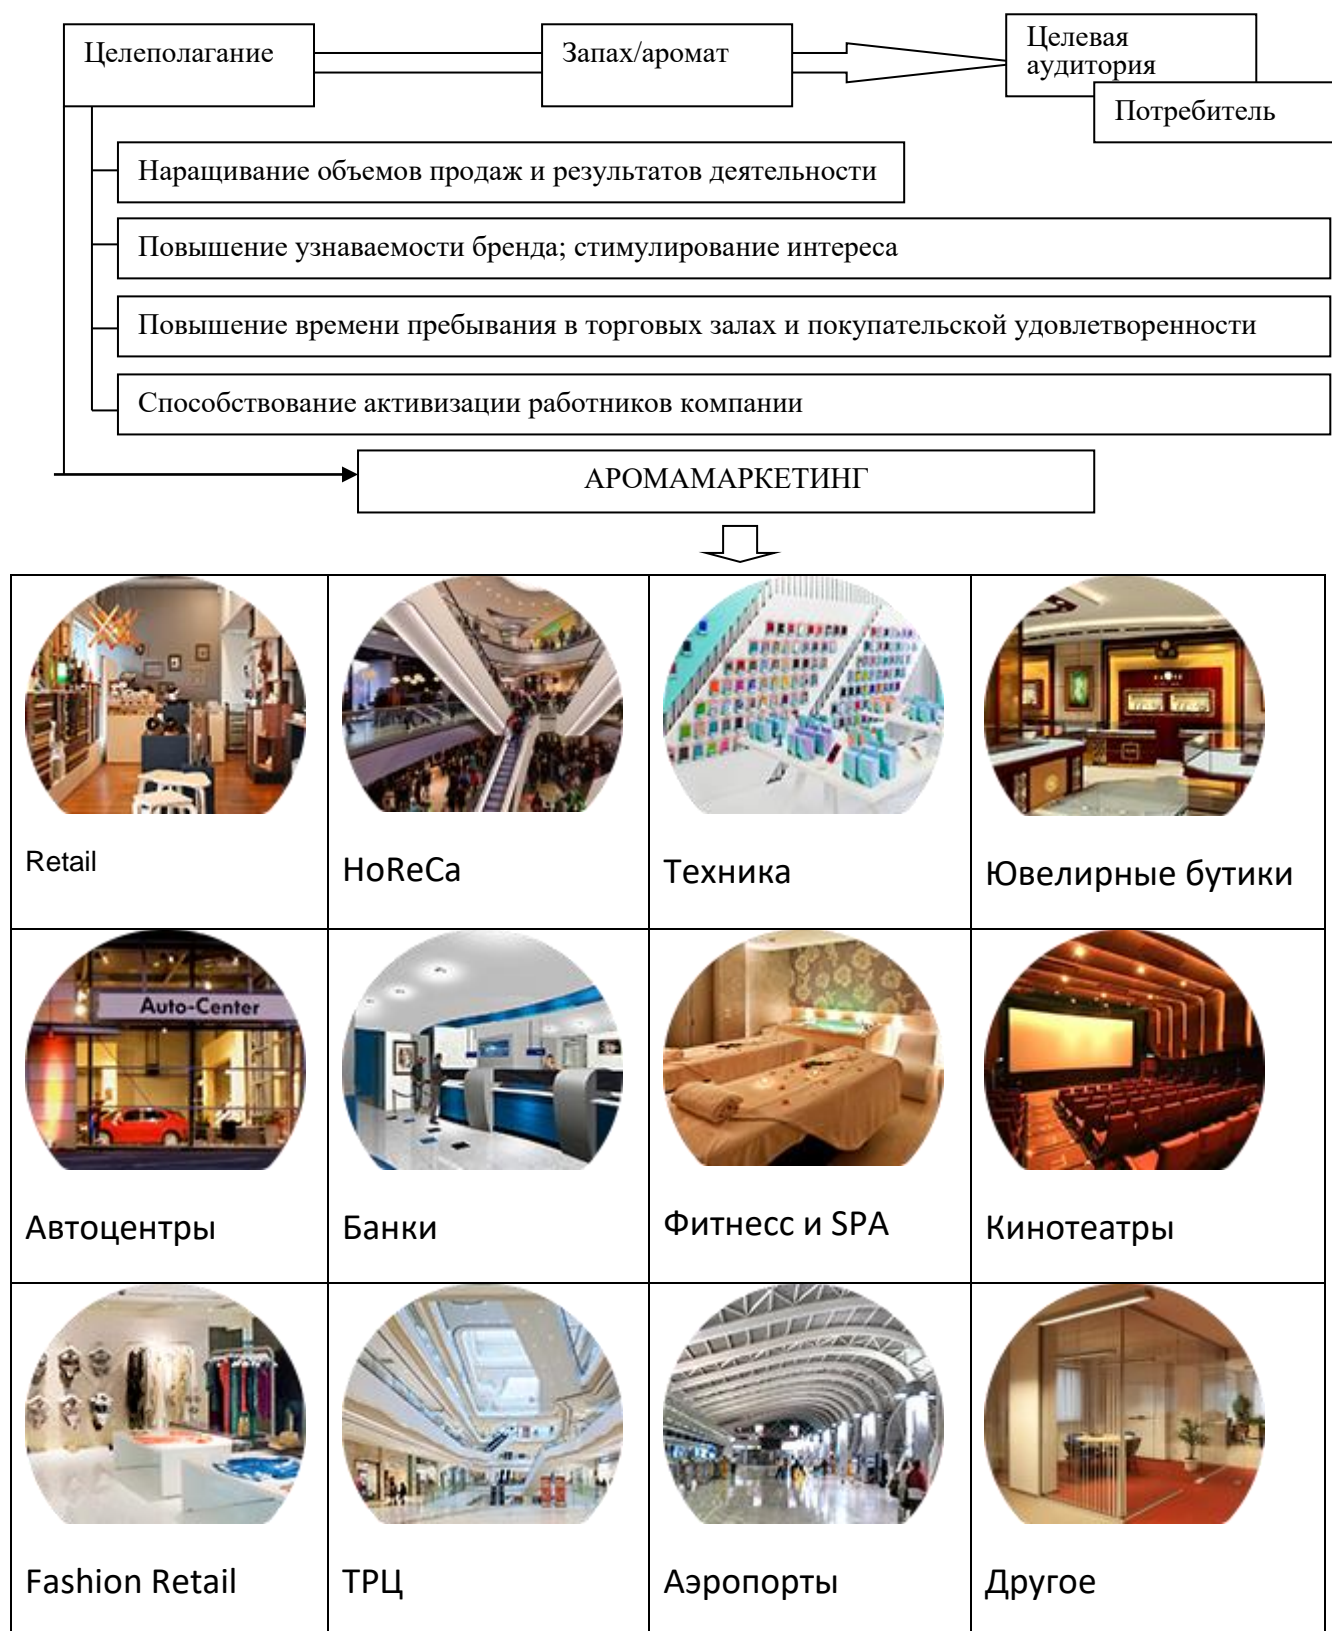 Целеполагание
Запах/аромат
Целевая
аудитория
Потребитель
Наращивание объемов продаж и результатов деятельности
Повышение узнаваемости бренда; стимулирование интереса
Повышение времени пребывания в торговых залах и покупательской удовлетворенности
Способствование активизации работников компании
АРОМАМАРКЕТИНГ
Retail
HoReCa
Техника
Ювелирные бутики
Auto-Center
Автоцентры
Банки
Фитнесс и SPA
Кинотеатры
Fashion Retail
ТРЦ
Аэропорты
Другое